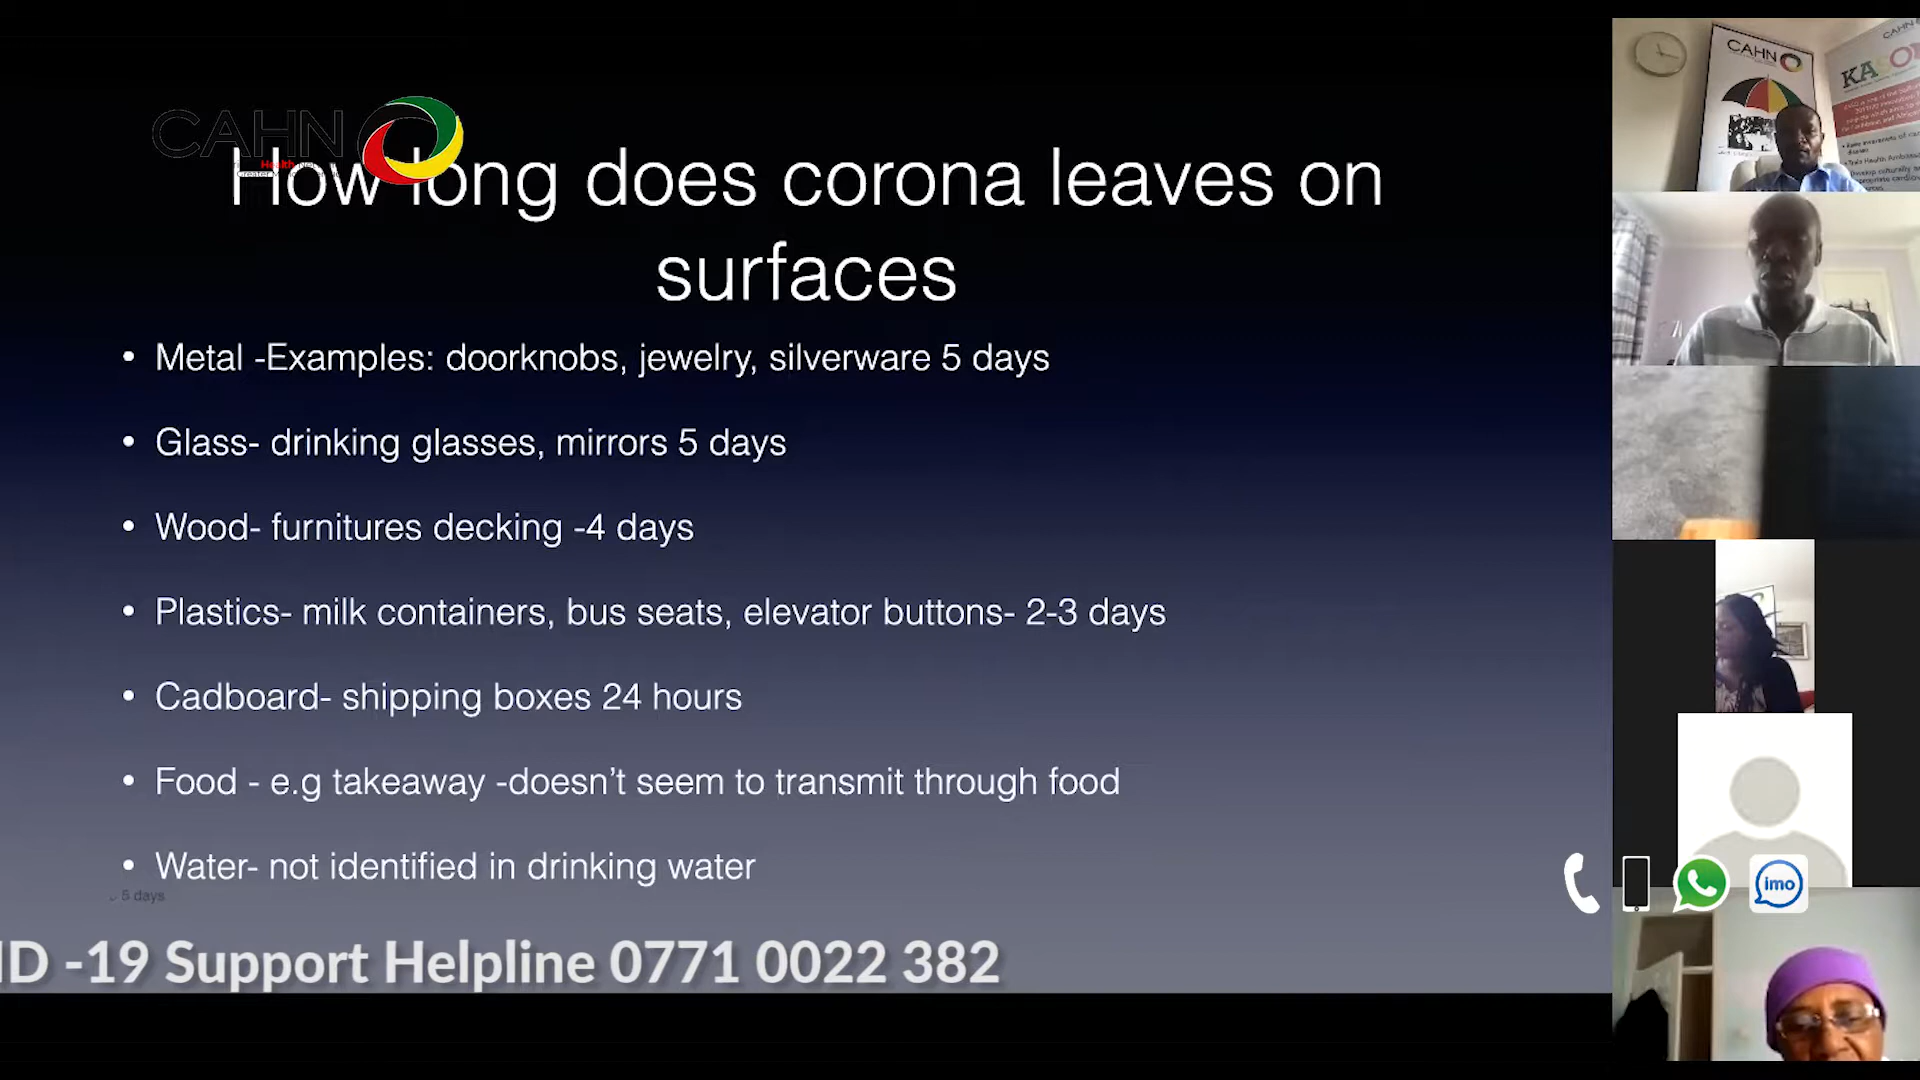 CAHN
Health
How long does corona leaves on
surfaces
• Metal -Examples: doorknobs, jewelry, silverware 5 days
• Glass- drinking glasses, mirrors 5 days
• Wood- furnitures decking -4 days
• Plastics- milk containers, bus seats, elevator buttons- 2-3 days
• Cadboard- shipping boxes 24 hours
• Food - e.g takeaway -doesn't seem to transmit through food
• Water- not identified in drinking water
5 days
ID -19 Support Helpline 0771 0022 382
imo
CAHN
CAHN